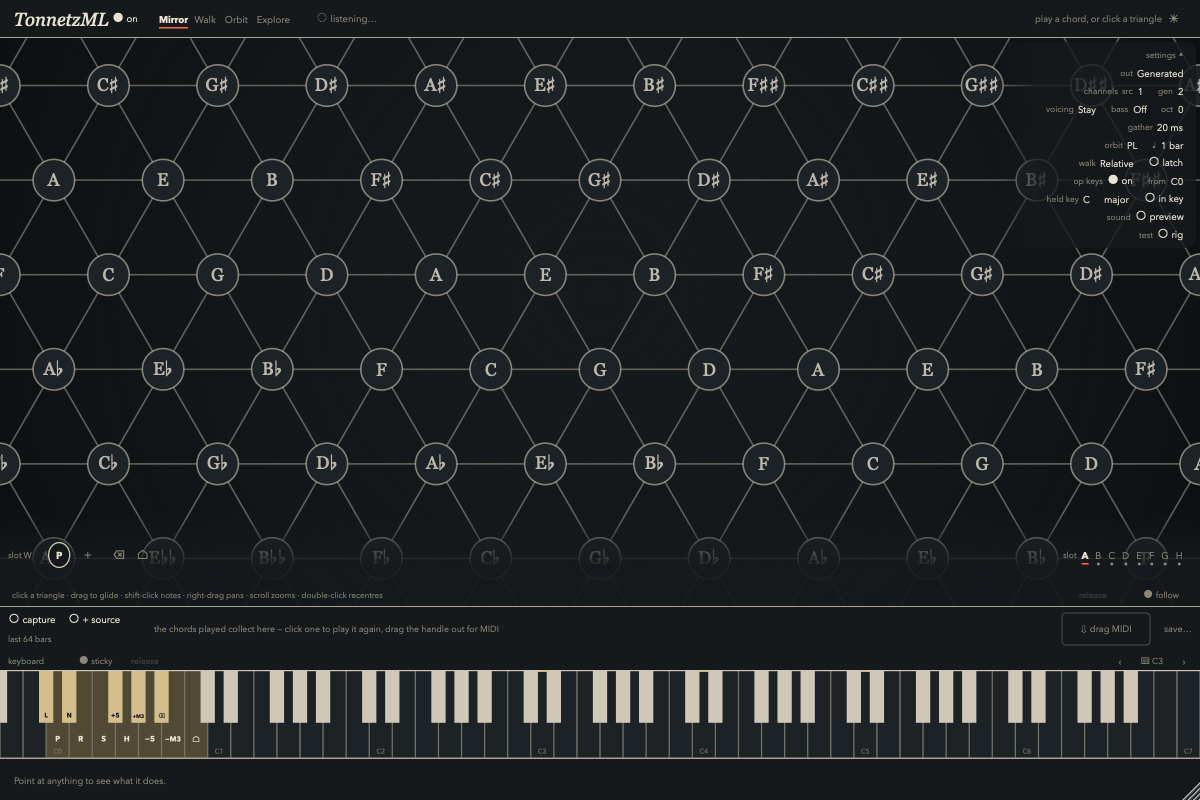 TonnetzML on Mirror Walk Orbit Explore listening... play a chord, or click a triangle
settings
C♯ G♯ D♯ A♯ E♯ B♯ F♯♯ C♯♯ G♯♯ D♯♯
out Generated
channels src 1 gen 2
voicing Stay bass Off oct 0
gather 20 ms
orbit PL ♩ 1 bar
walk Relative latch
A E B F♯ C♯ G♯ D♯ A♯ E♯ B♯ F♯♯
op keys on from C0
held key C major in key
sound preview
test rig
F C G D A E B F♯ C♯ G♯ D♯ A
A♭ E♭ B♭ F C G D A E B F♯
C♭ G♭ D♭ A♭ E♭ B♭ F C G D A
slot W P + E♭♭ B♭♭ F♭ C♭ G♭ D♭ A♭ E♭ B♭ slot A B C D E F G H
click a triangle · drag to glide · shift-click notes · right-drag pans · scroll zooms · double-click recentres release follow
capture + source
the chords played collect here – click one to play it again, drag the handle out for MIDI ⇩ drag MIDI save...
last 64 bars
keyboard sticky release ‹ C3 ›
L N +5 +M3
P R S H −5 −M3
C0 C1 C2 C3 C4 C5 C6 C7
Point at anything to see what it does.